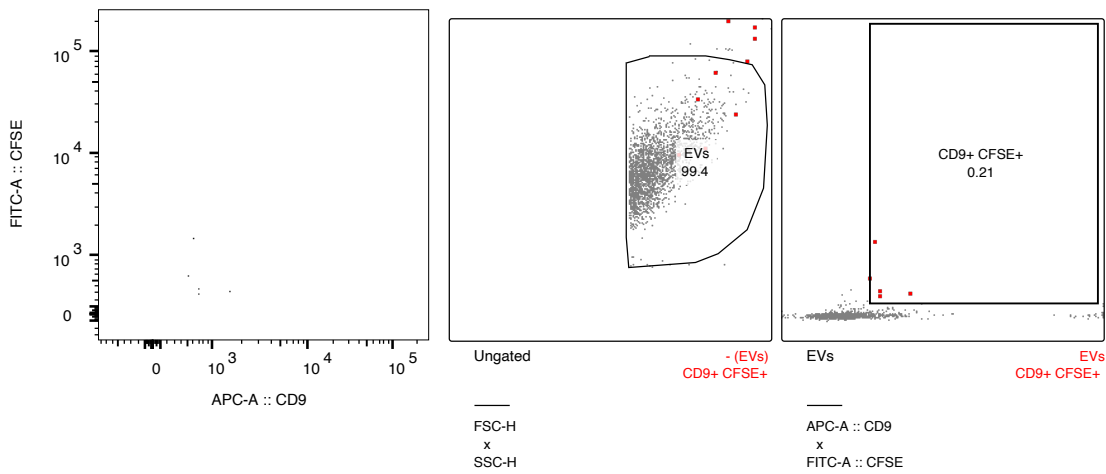 FITC-A :: CFSE
10^5
10^4
10^3
0
0
10^3
10^4
10^5
APC-A :: CD9
EVs
99.4
Ungated
- (EVs)
CD9+ CFSE+
FSC-H
x
SSC-H
CD9+ CFSE+
0.21
EVs
EVs
CD9+ CFSE+
APC-A :: CD9
x
FITC-A :: CFSE